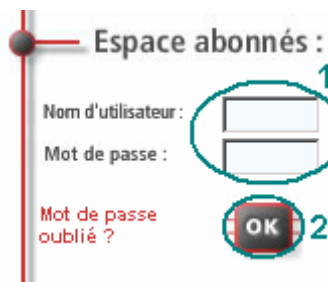 Espace abonnés :
1
Nom d'utilisateur :
Mot de passe :
Mot de passe
oublié ?
OK 2